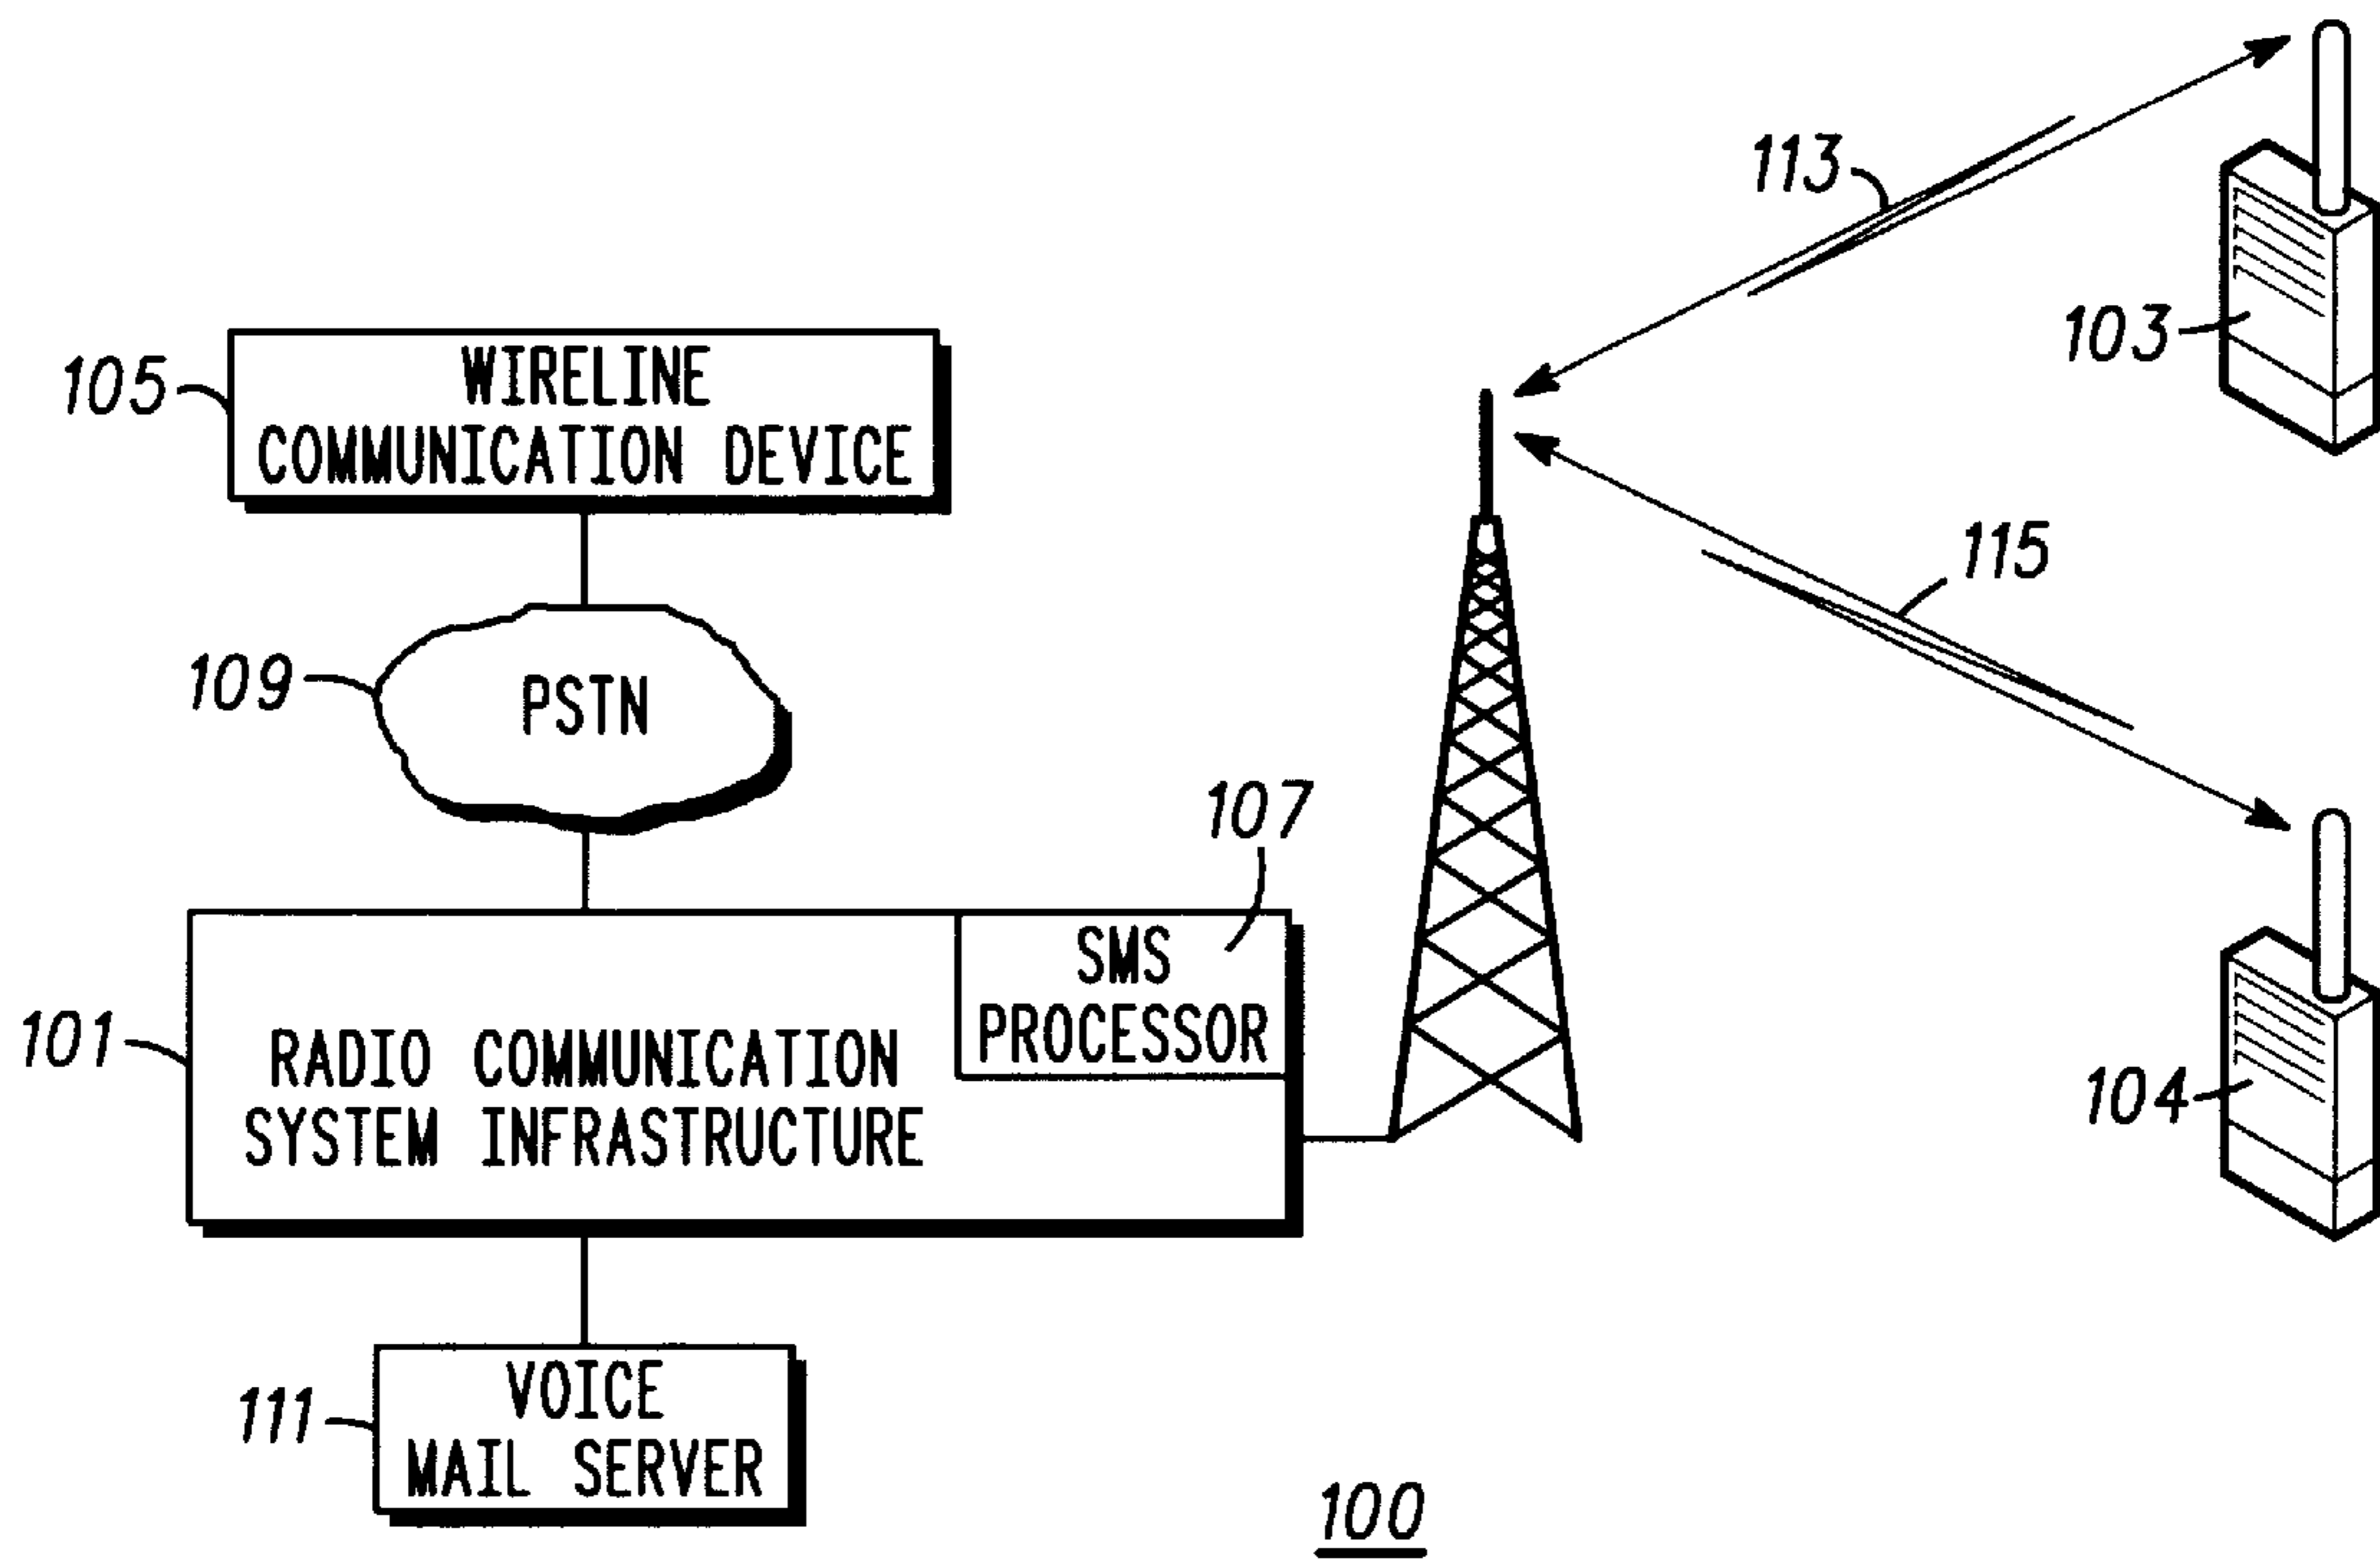 113
103
105
WIRELINE
COMMUNICATION DEVICE
115
109
PSTN
107
SMS
PROCESSOR
101
RADIO COMMUNICATION
SYSTEM INFRASTRUCTURE
104
111
VOICE
MAIL SERVER
100